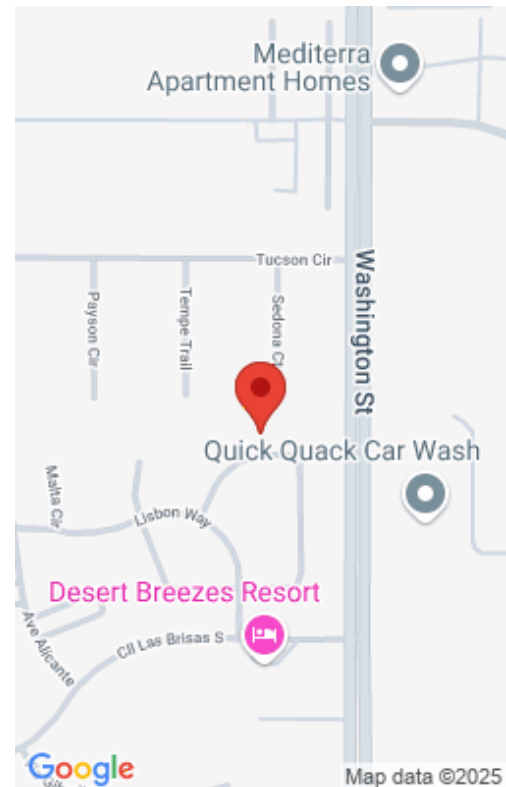 Mediterra
Apartment Homes
Tucson Cir
Washington St
Payson Cir
Tempe Trail
Sedona Ct
Quick Quack Car Wash
Malta Cir
Lisbon Way
Desert Breezes Resort
Cll Las Brisas S
Ave Alicante
Google
Map data ©2025